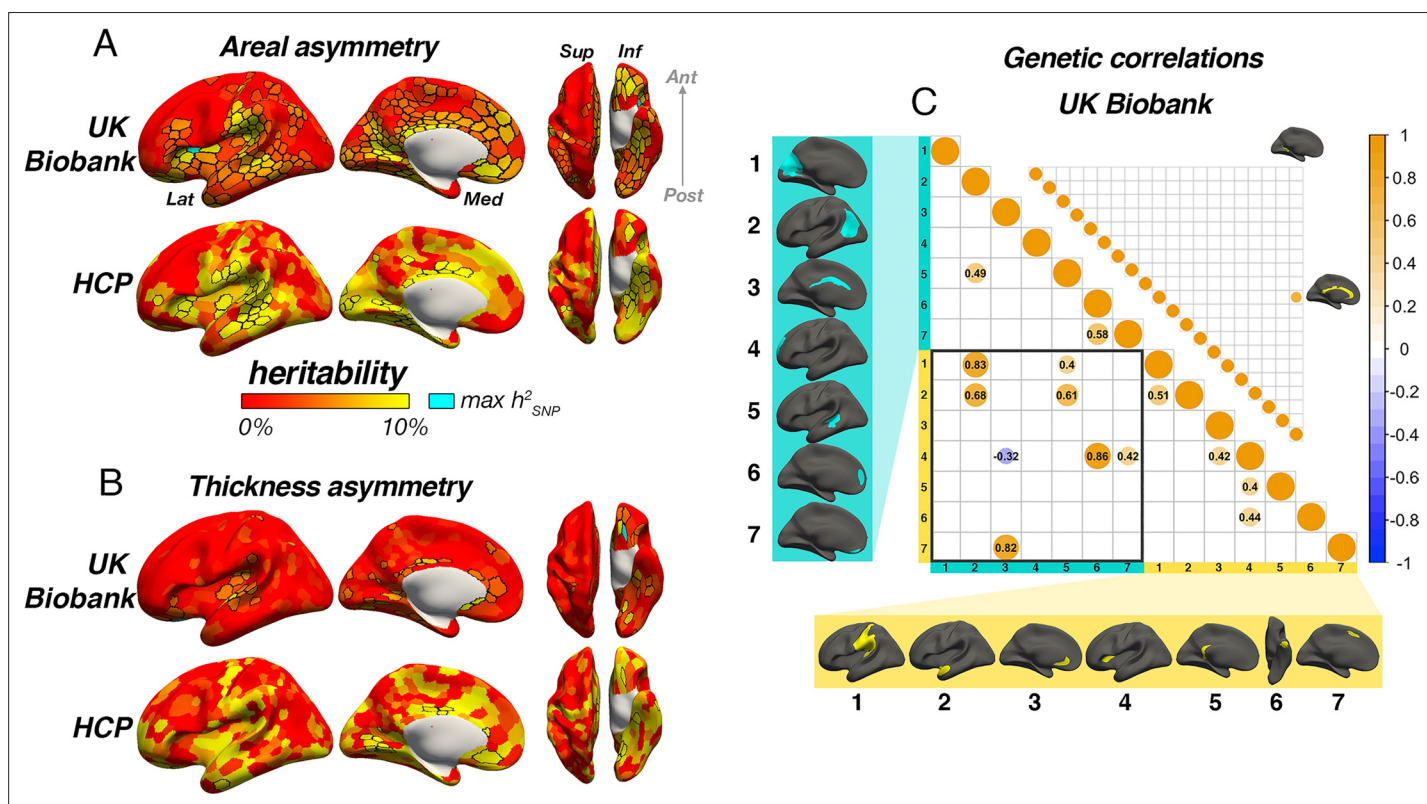 A
Areal asymmetry
Sup
Inf
Ant
Post
UK
Biobank
Lat
Med
HCP
heritability
0%
10%
max h²SNP
B
Thickness asymmetry
UK
Biobank
HCP
Genetic correlations
C
UK Biobank
1
2
3
4
5
6
7
1
2
3
4
5
0.49
6
7
0.58
1
0.83
0.4
2
0.68
0.61
0.51
3
4
-0.32
0.86
0.42
0.42
5
0.4
6
0.44
7
0.82
1 2 3 4 5 6 7 1 2 3 4 5 6 7
1
0.8
0.6
0.4
0.2
0
-0.2
-0.4
-0.6
-0.8
-1
1 2 3 4 5 6 7